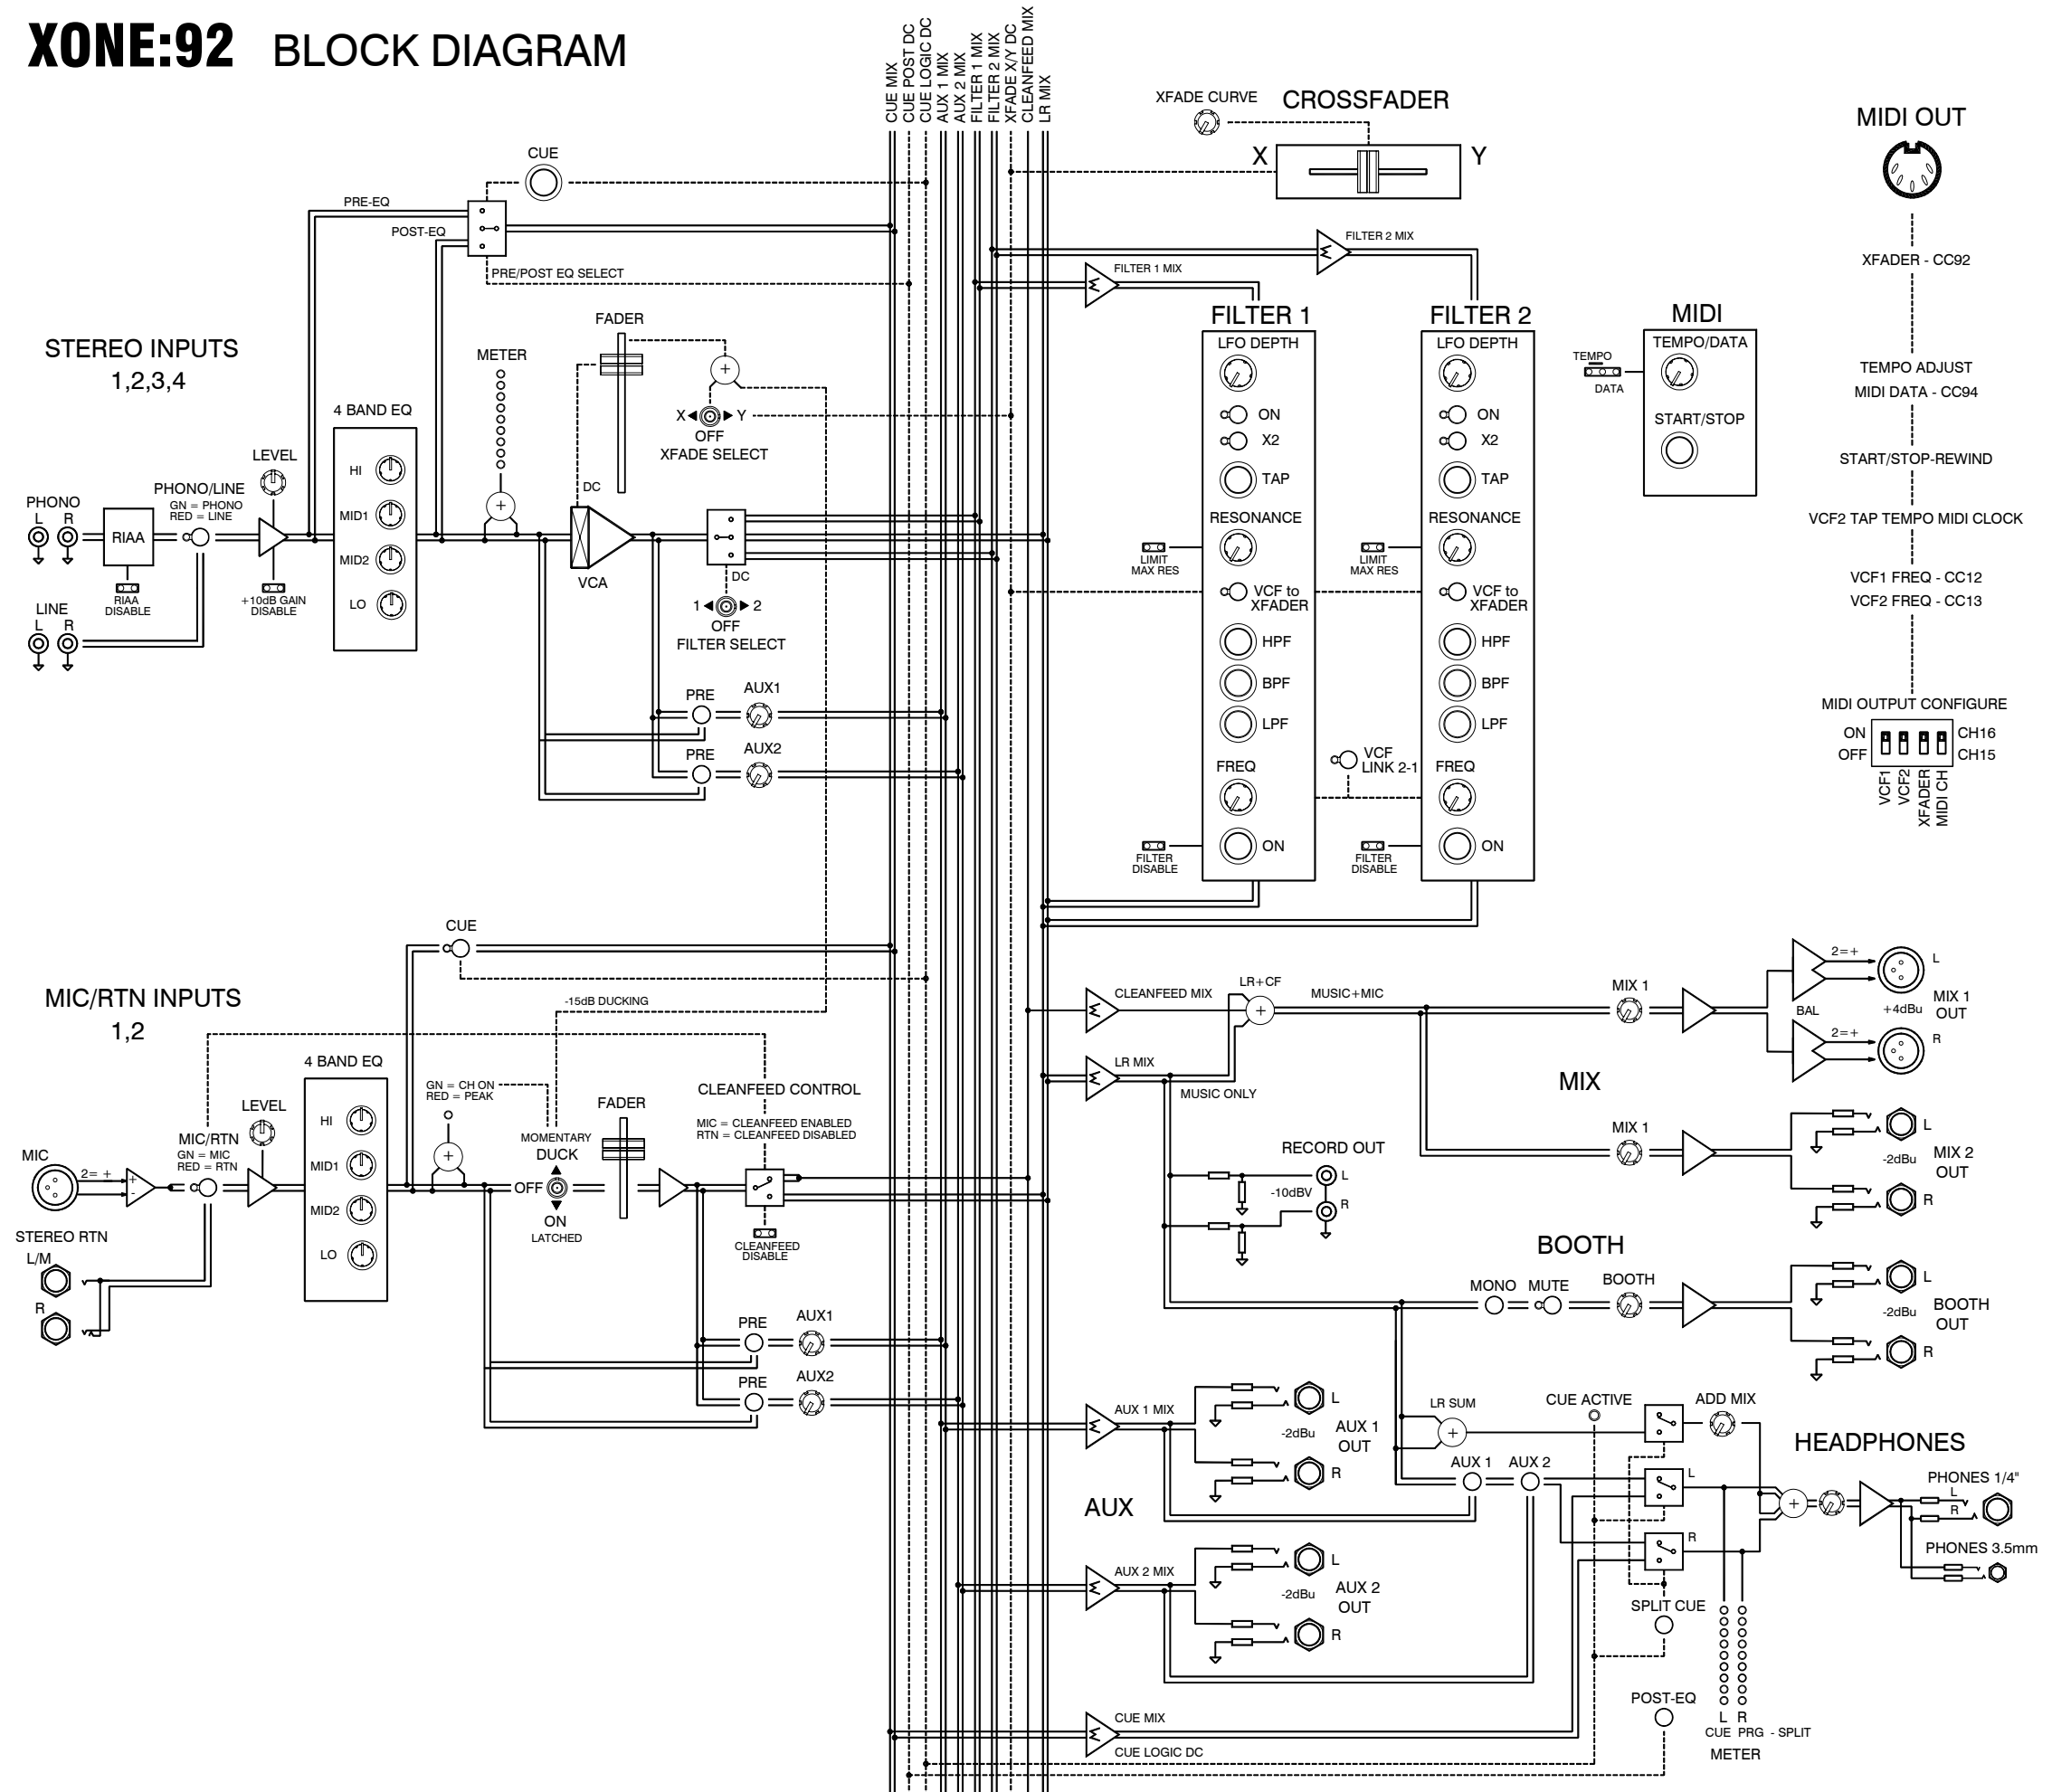 XONE:92 BLOCK DIAGRAM
CUE MIX
CUE POST DC
CUE LOGIC DC
AUX 1 MIX
AUX 2 MIX
FILTER 1 MIX
FILTER 2 MIX
XFADE X/Y DC
CLEANFEED MIX
LR MIX
STEREO INPUTS
1,2,3,4
CUE
PRE-EQ
POST-EQ
PRE/POST EQ SELECT
FADER
METER
X Y
OFF
XFADE SELECT
4 BAND EQ
HI
MID1
MID2
LO
LEVEL
+10dB GAIN
DISABLE
PHONO
L R
RIAA
RIAA
DISABLE
PHONO/LINE
GN = PHONO
RED = LINE
LINE
L R
DC
VCA
DC
1 2
OFF
FILTER SELECT
PRE
AUX1
PRE
AUX2
MIC/RTN INPUTS
1,2
CUE
-15dB DUCKING
4 BAND EQ
HI
MID1
MID2
LO
LEVEL
MIC
2= +
+
-
MIC/RTN
GN = MIC
RED = RTN
STEREO RTN
L/M
R
GN = CH ON
RED = PEAK
MOMENTARY
DUCK
OFF
ON
LATCHED
FADER
CLEANFEED CONTROL
MIC = CLEANFEED ENABLED
RTN = CLEANFEED DISABLED
CLEANFEED
DISABLE
PRE
AUX1
PRE
AUX2
XFADE CURVE
CROSSFADER
X Y
FILTER 2 MIX
FILTER 1 MIX
FILTER 1
LFO DEPTH
ON
X2
TAP
RESONANCE
LIMIT
MAX RES
VCF to
XFADER
HPF
BPF
LPF
FREQ
ON
FILTER
DISABLE
VCF
LINK 2-1
FILTER 2
LFO DEPTH
ON
X2
TAP
RESONANCE
LIMIT
MAX RES
VCF to
XFADER
HPF
BPF
LPF
FREQ
ON
FILTER
DISABLE
MIDI
TEMPO
DATA
TEMPO/DATA
START/STOP
MIDI OUT
XFADER - CC92
TEMPO ADJUST
MIDI DATA - CC94
START/STOP-REWIND
VCF2 TAP TEMPO MIDI CLOCK
VCF1 FREQ - CC12
VCF2 FREQ - CC13
MIDI OUTPUT CONFIGURE
ON CH16
OFF CH15
VCF1
VCF2
XFADER
MIDI CH
CLEANFEED MIX
LR+CF
MUSIC+MIC
LR MIX
MUSIC ONLY
MIX 1
BAL
2=+
L
+4dBu
MIX 1
OUT
2=+
R
MIX
MIX 1
L
-2dBu
MIX 2
OUT
R
RECORD OUT
L
-10dBV
R
BOOTH
MONO
MUTE
BOOTH
L
-2dBu
BOOTH
OUT
R
AUX 1 MIX
L
-2dBu
AUX 1
OUT
R
AUX
AUX 2 MIX
L
-2dBu
AUX 2
OUT
R
LR SUM
AUX 1
AUX 2
CUE ACTIVE
ADD MIX
L
R
HEADPHONES
PHONES 1/4"
L
R
PHONES 3.5mm
SPLIT CUE
POST-EQ
CUE MIX
CUE LOGIC DC
L R
CUE PRG - SPLIT
METER